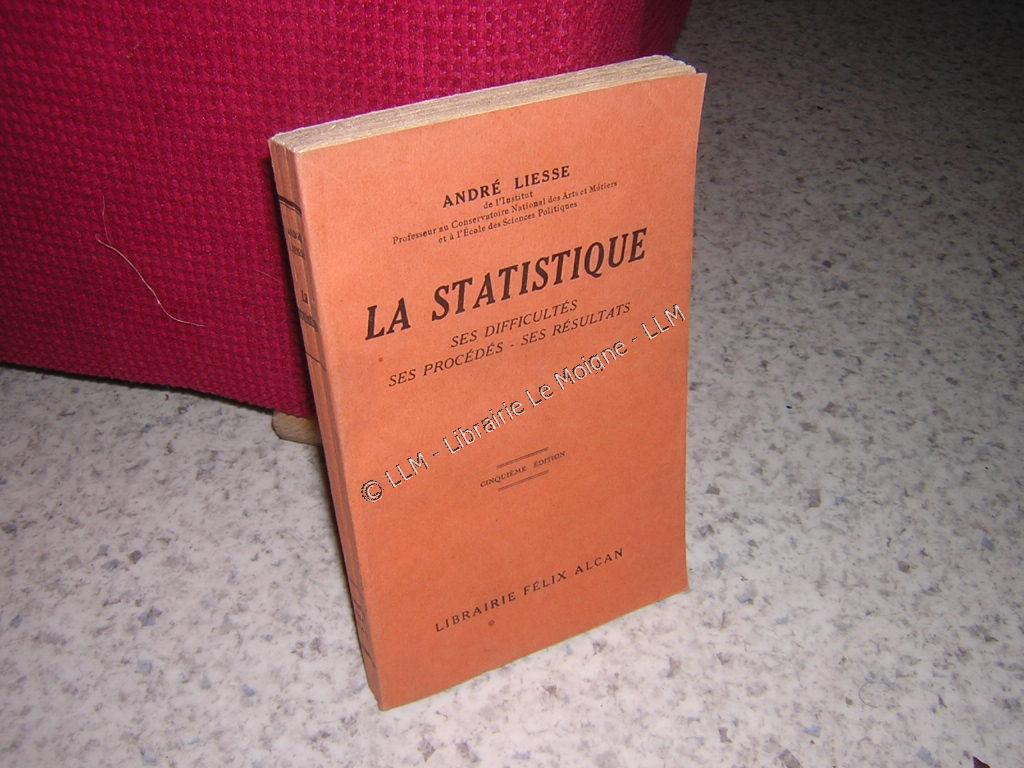 ANDRÉ LIESSE
de l'Institut
Professeur au Conservatoire National des Arts et Métiers
et à l'École des Sciences Politiques
LA STATISTIQUE
SES DIFFICULTÉS
SES PROCÉDÉS - SES RÉSULTATS
© LLM - Librairie Le Moigne - LLM
CINQUIÈME ÉDITION
LIBRAIRIE FÉLIX ALCAN